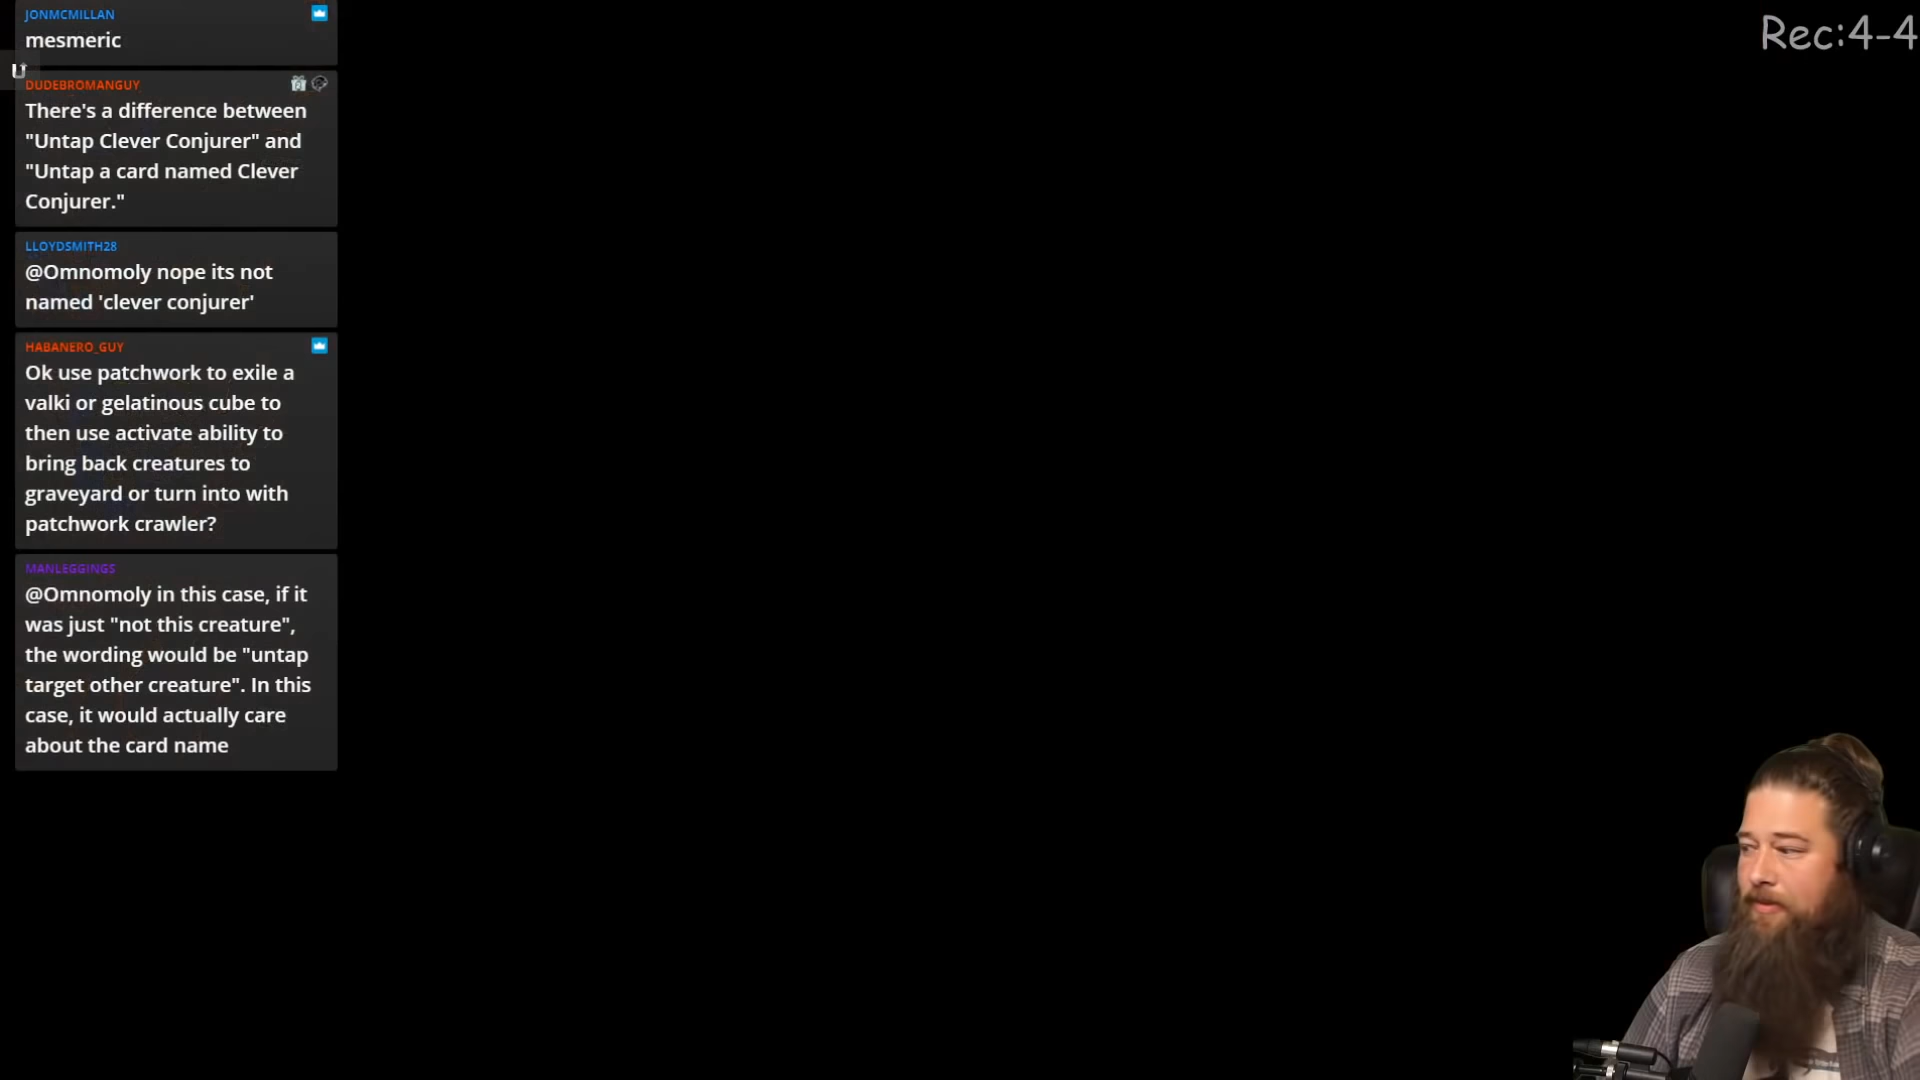 JONMCMILLAN
mesmeric
Rec:4-4
DUDEBROMANGUY
There's a difference between
"Untap Clever Conjurer" and
"Untap a card named Clever
Conjurer."
LLOYDSMITH28
@Omnomoly nope its not
named 'clever conjurer'
HABANERO_GUY
Ok use patchwork to exile a
valki or gelatinous cube to
then use activate ability to
bring back creatures to
graveyard or turn into with
patchwork crawler?
MANLEGGINGS
@Omnomoly in this case, if it
was just "not this creature",
the wording would be "untap
target other creature". In this
case, it would actually care
about the card name